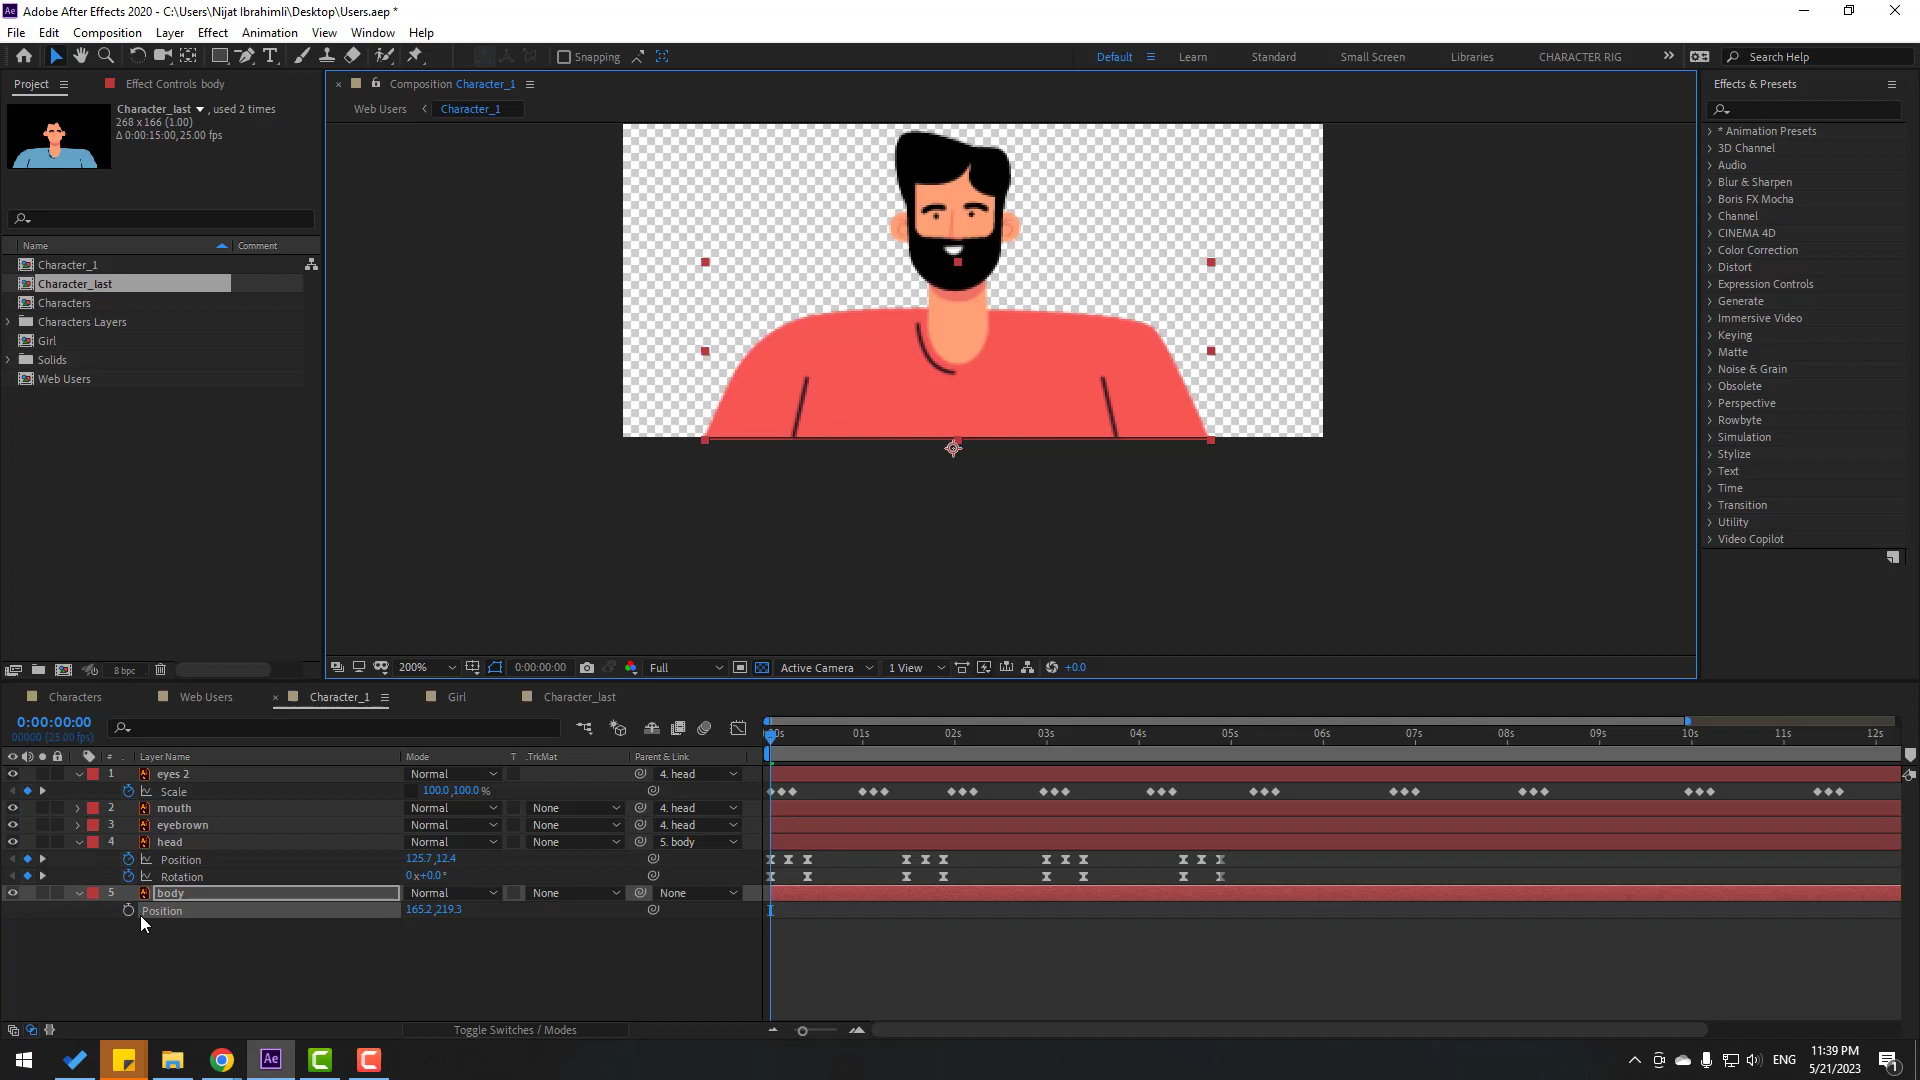 Adobe After Effects 2020 - C:\Users\Nijat Ibrahimli\Desktop\Users.aep *
File Edit Composition Layer Effect Animation View Window Help
Snapping Default Learn Standard Small Screen Libraries CHARACTER RIG Search Help
Project Effect Controls body Composition Character_1 Effects & Presets
Character_last , used 2 times
268 x 166 (1.00)
Δ 0:00:15:00, 25.00 fps
Web Users Character_1
Name Comment
Character_1
Character_last
Characters
Characters Layers
Girl
Solids
Web Users
* Animation Presets
3D Channel
Audio
Blur & Sharpen
Boris FX Mocha
Channel
CINEMA 4D
Color Correction
Distort
Expression Controls
Generate
Immersive Video
Keying
Matte
Noise & Grain
Obsolete
Perspective
Rowbyte
Simulation
Stylize
Text
Time
Transition
Utility
Video Copilot
8 bpc 200% 0:00:00:00 Full Active Camera 1 View +0.0
Characters Web Users Character_1 Girl Character_last
0:00:00:00
00000 (25.00 fps)
01s 02s 03s 04s 05s 06s 07s 08s 09s 10s 11s 12s
# Layer Name Mode T .TrkMat Parent & Link
1 eyes 2 Normal 4. head
Scale 100.0,100.0 %
2 mouth Normal None 4. head
3 eyebrown Normal None 4. head
4 head Normal None 5. body
Position 125.7,12.4
Rotation 0x+0.0°
5 body Normal None None
Position 165.2,219.3
Toggle Switches / Modes
Ae ENG 11:39 PM
5/21/2023 1